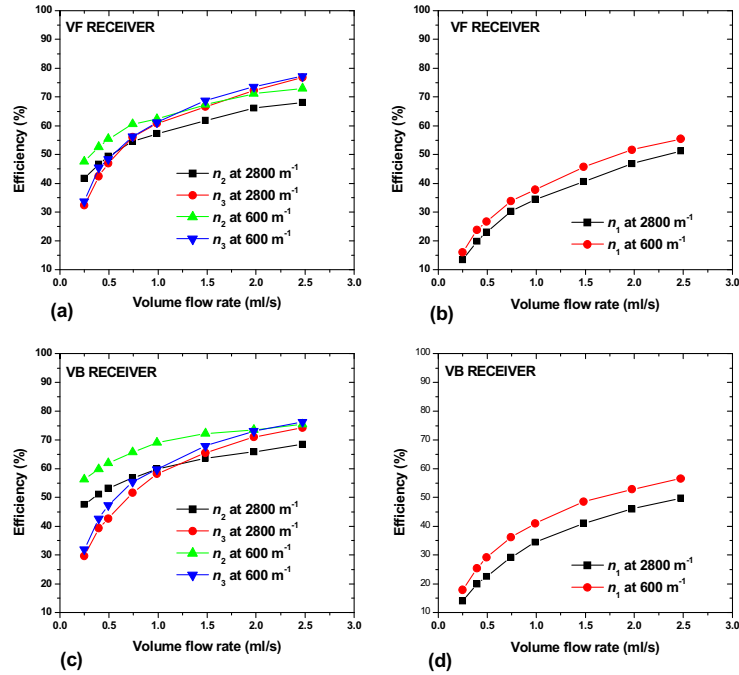 VF RECEIVER
100
90
80
70
60
50
40
30
20
10
Efficiency (%)
n2 at 2800 m-1
n3 at 2800 m-1
n2 at 600 m-1
n3 at 600 m-1
0.0 0.5 1.0 1.5 2.0 2.5 3.0
Volume flow rate (ml/s)
(a)
VF RECEIVER
100
90
80
70
60
50
40
30
20
10
Efficiency (%)
n1 at 2800 m-1
n1 at 600 m-1
0.0 0.5 1.0 1.5 2.0 2.5 3.0
Volume flow rate (ml/s)
(b)
VB RECEIVER
100
90
80
70
60
50
40
30
20
10
Efficiency (%)
n2 at 2800 m-1
n3 at 2800 m-1
n2 at 600 m-1
n3 at 600 m-1
0.0 0.5 1.0 1.5 2.0 2.5 3.0
Volume flow rate (ml/s)
(c)
VB RECEIVER
100
90
80
70
60
50
40
30
20
10
Efficiency (%)
n1 at 2800 m-1
n1 at 600 m-1
0.0 0.5 1.0 1.5 2.0 2.5 3.0
Volume flow rate (ml/s)
(d)